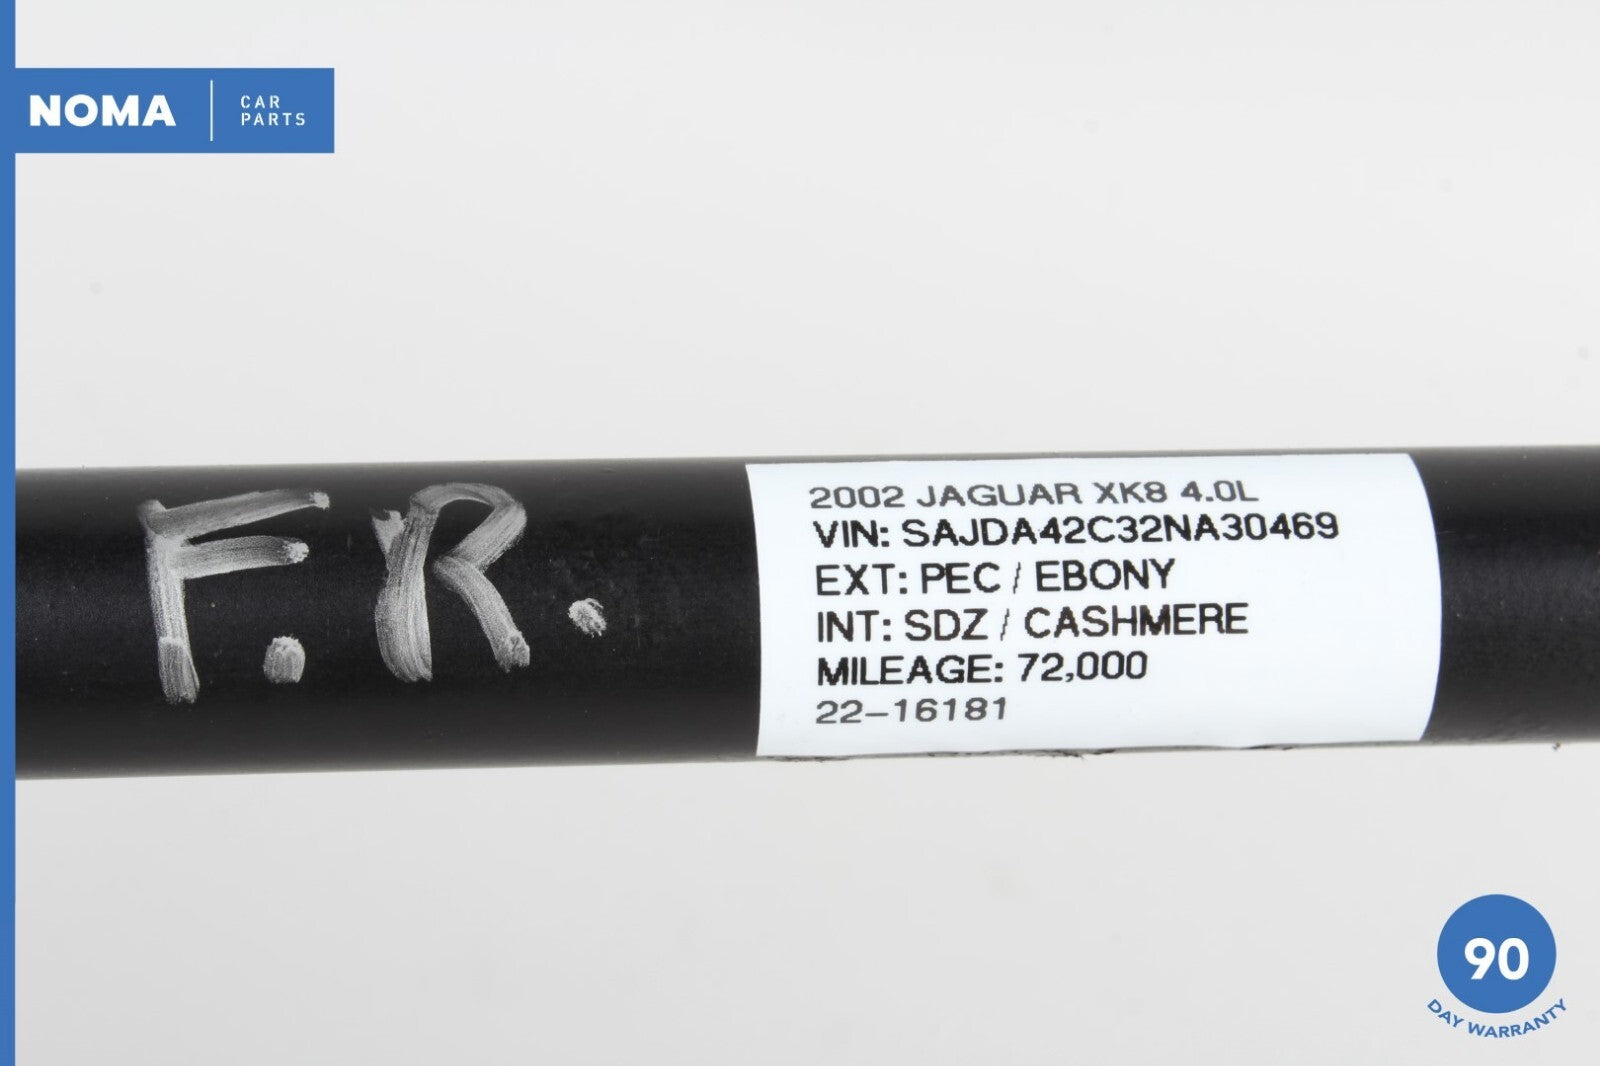 NOMA
CAR
PARTS
F.R.
2002 JAGUAR XK8 4.0L
VIN: SAJDA42C32NA30469
EXT: PEC / EBONY
INT: SDZ / CASHMERE
MILEAGE: 72,000
22-16181
90
DAY WARRANTY